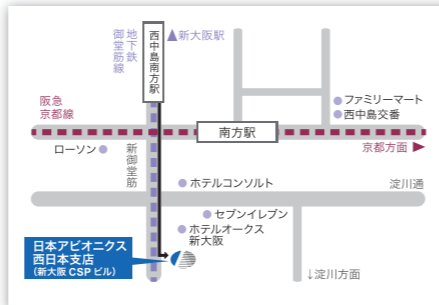 地下鉄
御堂筋線
西中島南方駅
▲新大阪駅
阪急
京都線
ファミリーマート
西中島交番
南方駅
京都方面 ▶
ローソン
新御堂筋
ホテルコンソルト
淀川通
セブンイレブン
ホテルオークス
新大阪
日本アビオニクス
西日本支店
(新大阪 CSP ビル)
↓淀川方面